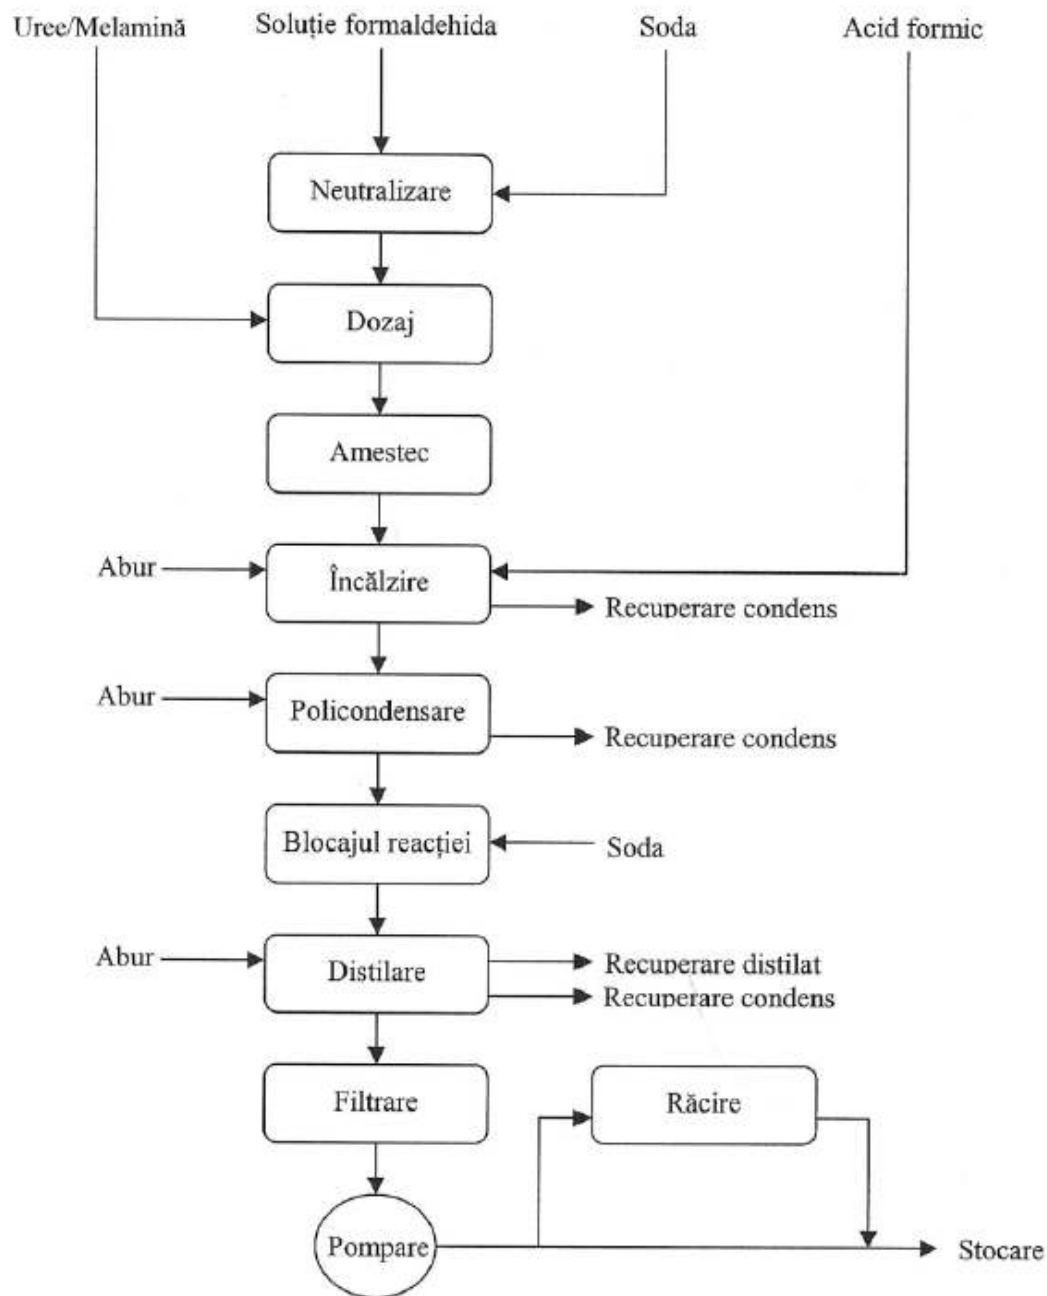 Uree/Melamină
Soluție formaldehida
Soda
Acid formic
Neutralizare
Dozaj
Amestec
Abur
Încălzire
Recuperare condens
Abur
Policondensare
Recuperare condens
Blocajul reacției
Soda
Abur
Distilare
Recuperare distilat
Recuperare condens
Filtrare
Răcire
Pompare
Stocare